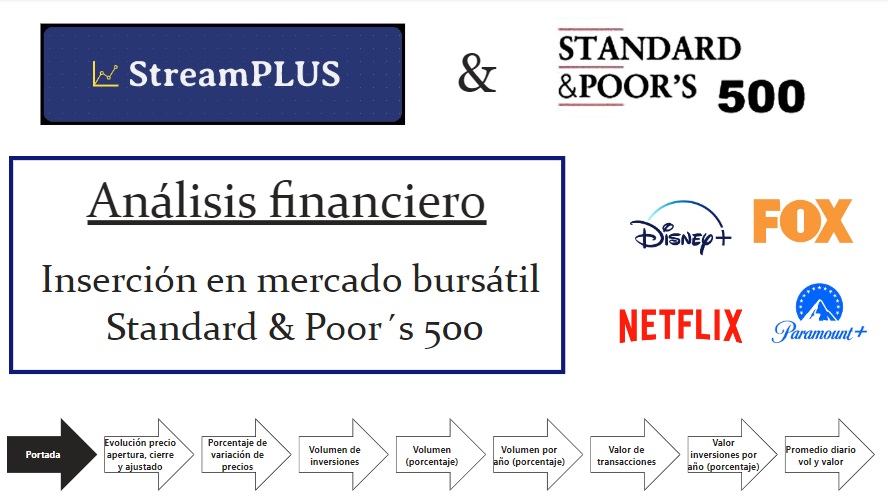 StreamPLUS
&
STANDARD
&POOR'S 500
Análisis financiero
Inserción en mercado bursátil
Standard & Poor´s 500
Disney+
FOX
NETFLIX
Paramount+
Portada
Evolución precio
apertura, cierre
y ajustado
Porcentaje de
variación de
precios
Volumen de
inversiones
Volumen
(porcentaje)
Volumen por
año (porcentaje)
Valor de
transacciones
Valor
inversiones por
año (porcentaje)
Promedio diario
vol y valor